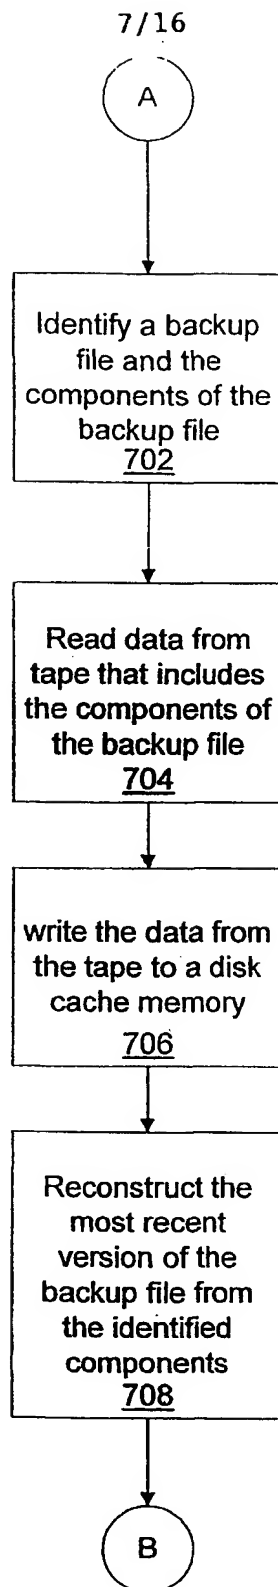 7/16
A
Identify a backup
file and the
components of the
backup file
702
Read data from
tape that includes
the components of
the backup file
704
write the data from
the tape to a disk
cache memory
706
Reconstruct the
most recent
version of the
backup file from
the identified
components
708
B